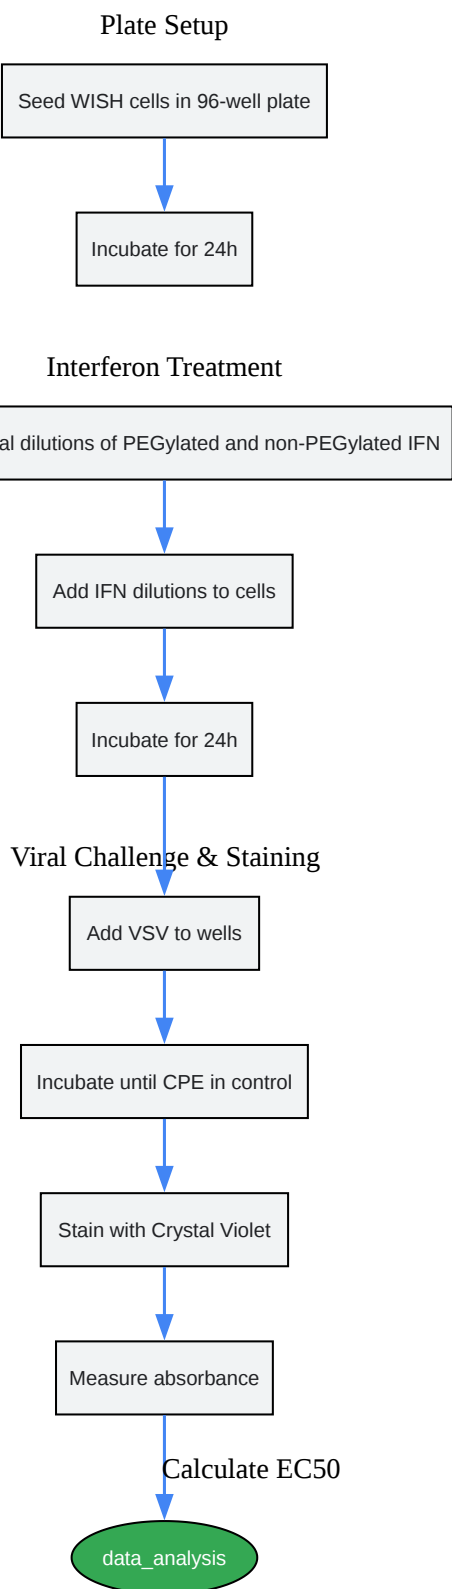 Plate Setup
Seed WISH cells in 96-well plate
Incubate for 24h
Interferon Treatment
dilutions of PEGylated and non-PEGylated IFN
Add IFN dilutions to cells
Incubate for 24h
Viral Challenge & Staining
Add VSV to wells
Incubate until CPE in control
Stain with Crystal Violet
Measure absorbance
Calculate EC50
data_analysis